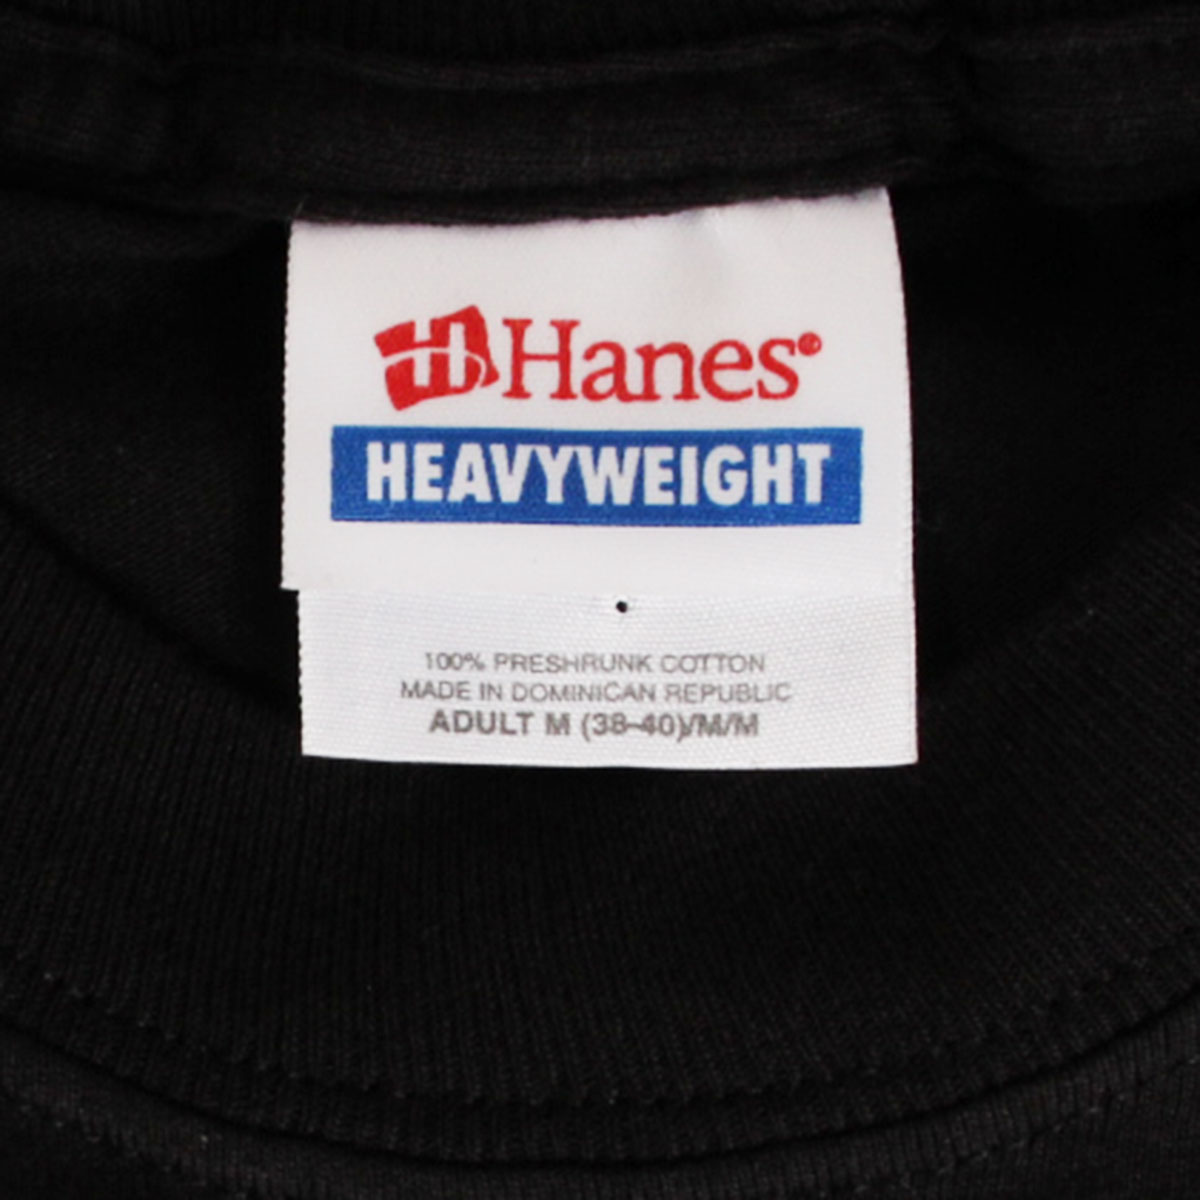 Hanes®
HEAVYWEIGHT
100% PRESHRUNK COTTON
MADE IN DOMINICAN REPUBLIC
ADULT M (38-40)/M/M